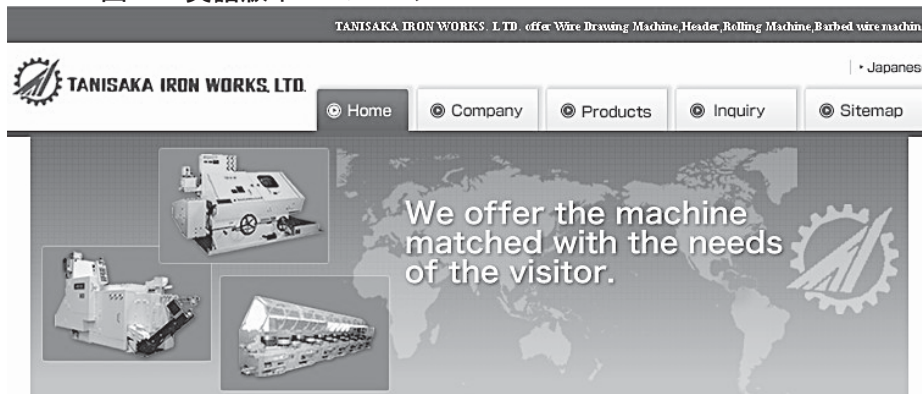 TANISAKA IRON WORKS. LTD. offer Wire Drawing Machine,Header,Rolling Machine,Barbed wire machin
Japanes
TANISAKA IRON WORKS, LTD.
Home
Company
Products
Inquiry
Sitemap
We offer the machine
matched with the needs
of the visitor.